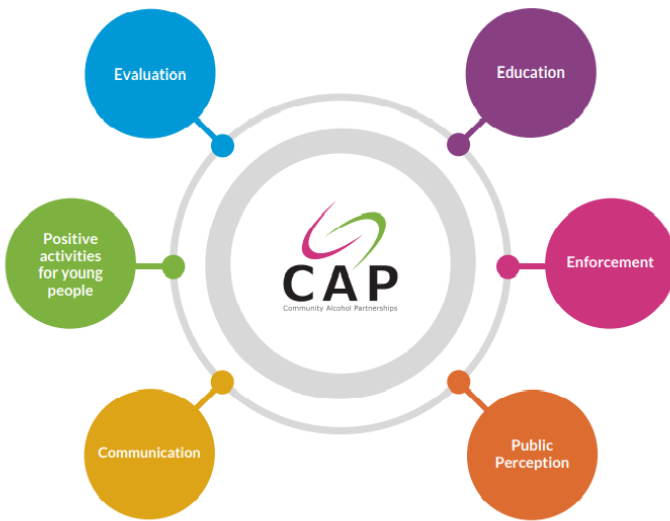 Evaluation
Education
Positive
activities
for young
people
CAP
Community Alcohol Partnerships
Enforcement
Communication
Public
Perception